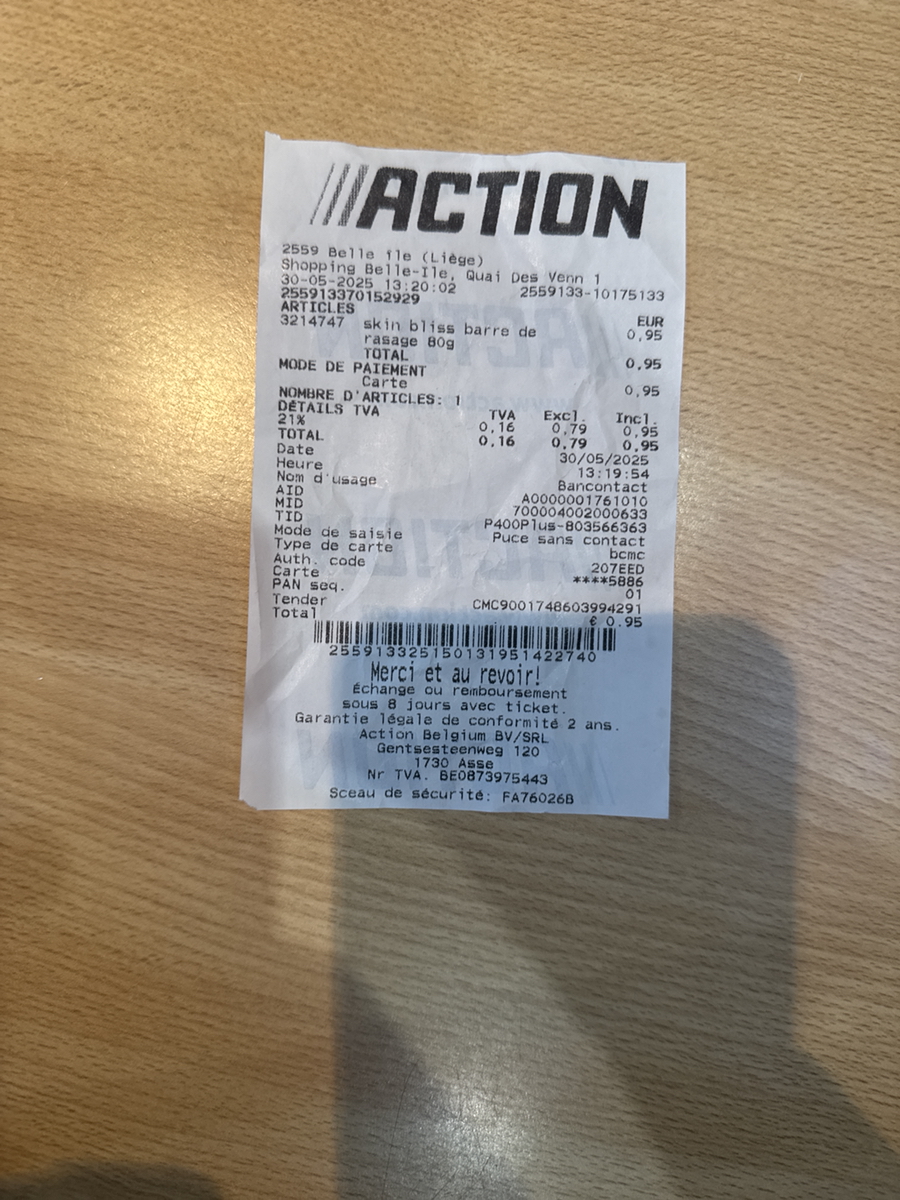 ACTION
2559 Belle île (Liège)
Shopping Belle-Ile, Quai Des Venn 1
30-05-2025 13:20:02 2559133-10175133
255913370152929
ARTICLES EUR
3214747 skin bliss barre de 0,95
rasage 80g
TOTAL 0,95
MODE DE PAIEMENT
Carte 0,95
NOMBRE D'ARTICLES: 1
DÉTAILS TVA TVA Excl. Incl.
21% 0,16 0,79 0,95
TOTAL 0,16 0,79 0,95
Date 30/05/2025
Heure 13:19:54
Nom d'usage Bancontact
AID A0000001761010
MID 700004002000633
TID P400Plus-803566363
Mode de saisie Puce sans contact
Type de carte bcmc
Auth. code 207EED
Carte ****5886
PAN seq. 01
Tender CMC9001748603994291
Total € 0.95
255913325150131951422740
Merci et au revoir!
Échange ou remboursement
sous 8 jours avec ticket.
Garantie légale de conformité 2 ans.
Action Belgium BV/SRL
Gentsesteenweg 120
1730 Asse
Nr TVA. BE0873975443
Sceau de sécurité: FA76026B